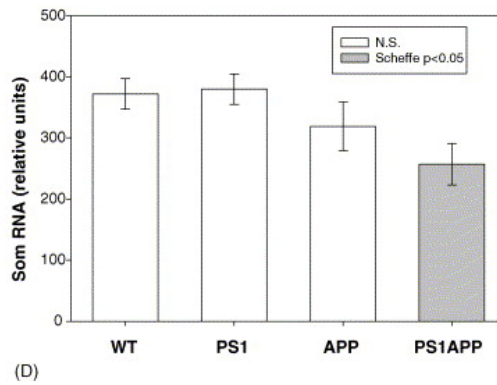 500
400
300
200
100
0
Som RNA (relative units)
N.S.
Scheffe p<0.05
WT PS1 APP PS1APP
(D)